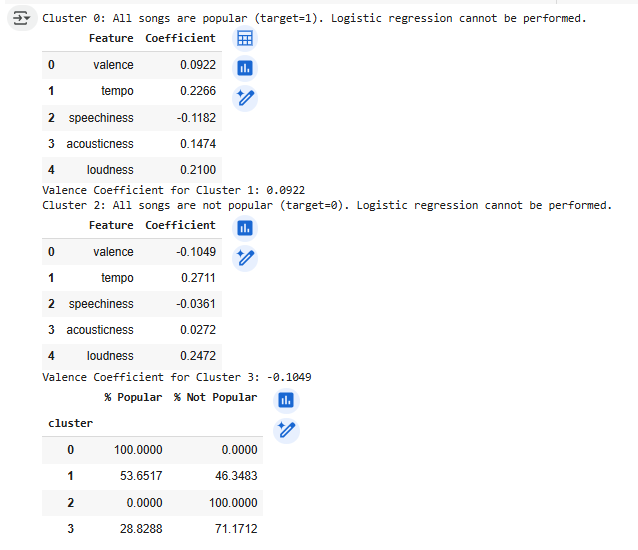 Cluster 0: All songs are popular (target=1). Logistic regression cannot be performed.
Feature Coefficient
0 valence 0.0922
1 tempo 0.2266
2 speechiness -0.1182
3 acousticness 0.1474
4 loudness 0.2100
Valence Coefficient for Cluster 1: 0.0922
Cluster 2: All songs are not popular (target=0). Logistic regression cannot be performed.
Feature Coefficient
0 valence -0.1049
1 tempo 0.2711
2 speechiness -0.0361
3 acousticness 0.0272
4 loudness 0.2472
Valence Coefficient for Cluster 3: -0.1049
% Popular % Not Popular
cluster
0 100.0000 0.0000
1 53.6517 46.3483
2 0.0000 100.0000
3 28.8288 71.1712